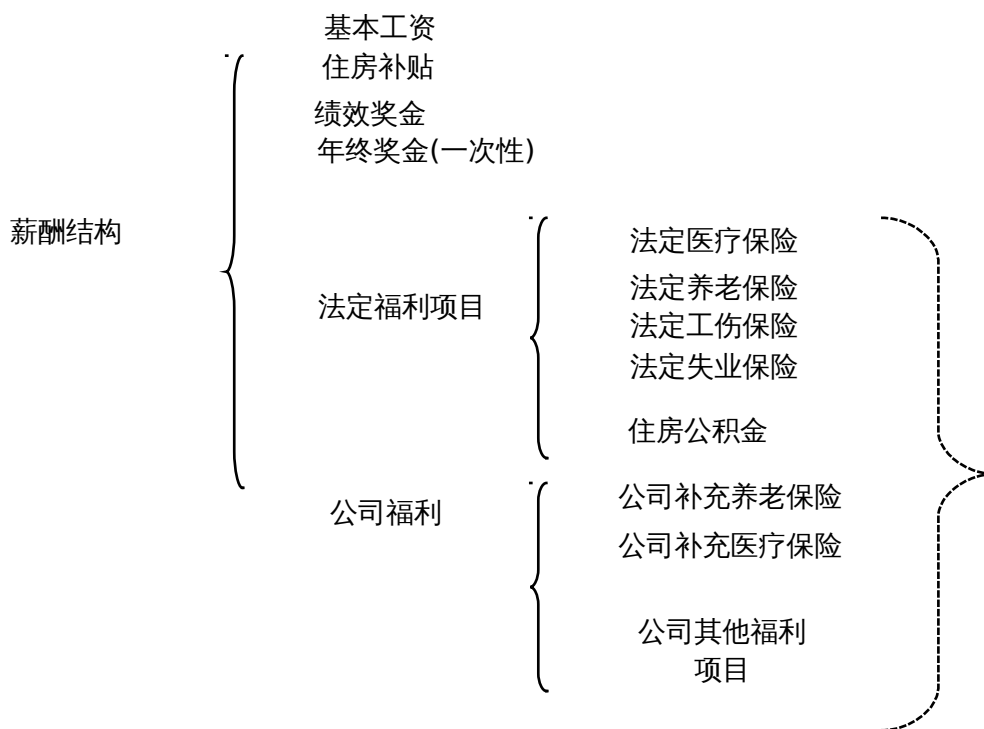 基本工资
住房补贴
绩效奖金
年终奖金(一次性)
薪酬结构
法定福利项目
法定医疗保险
法定养老保险
法定工伤保险
法定失业保险
住房公积金
公司福利
公司补充养老保险
公司补充医疗保险
公司其他福利
项目